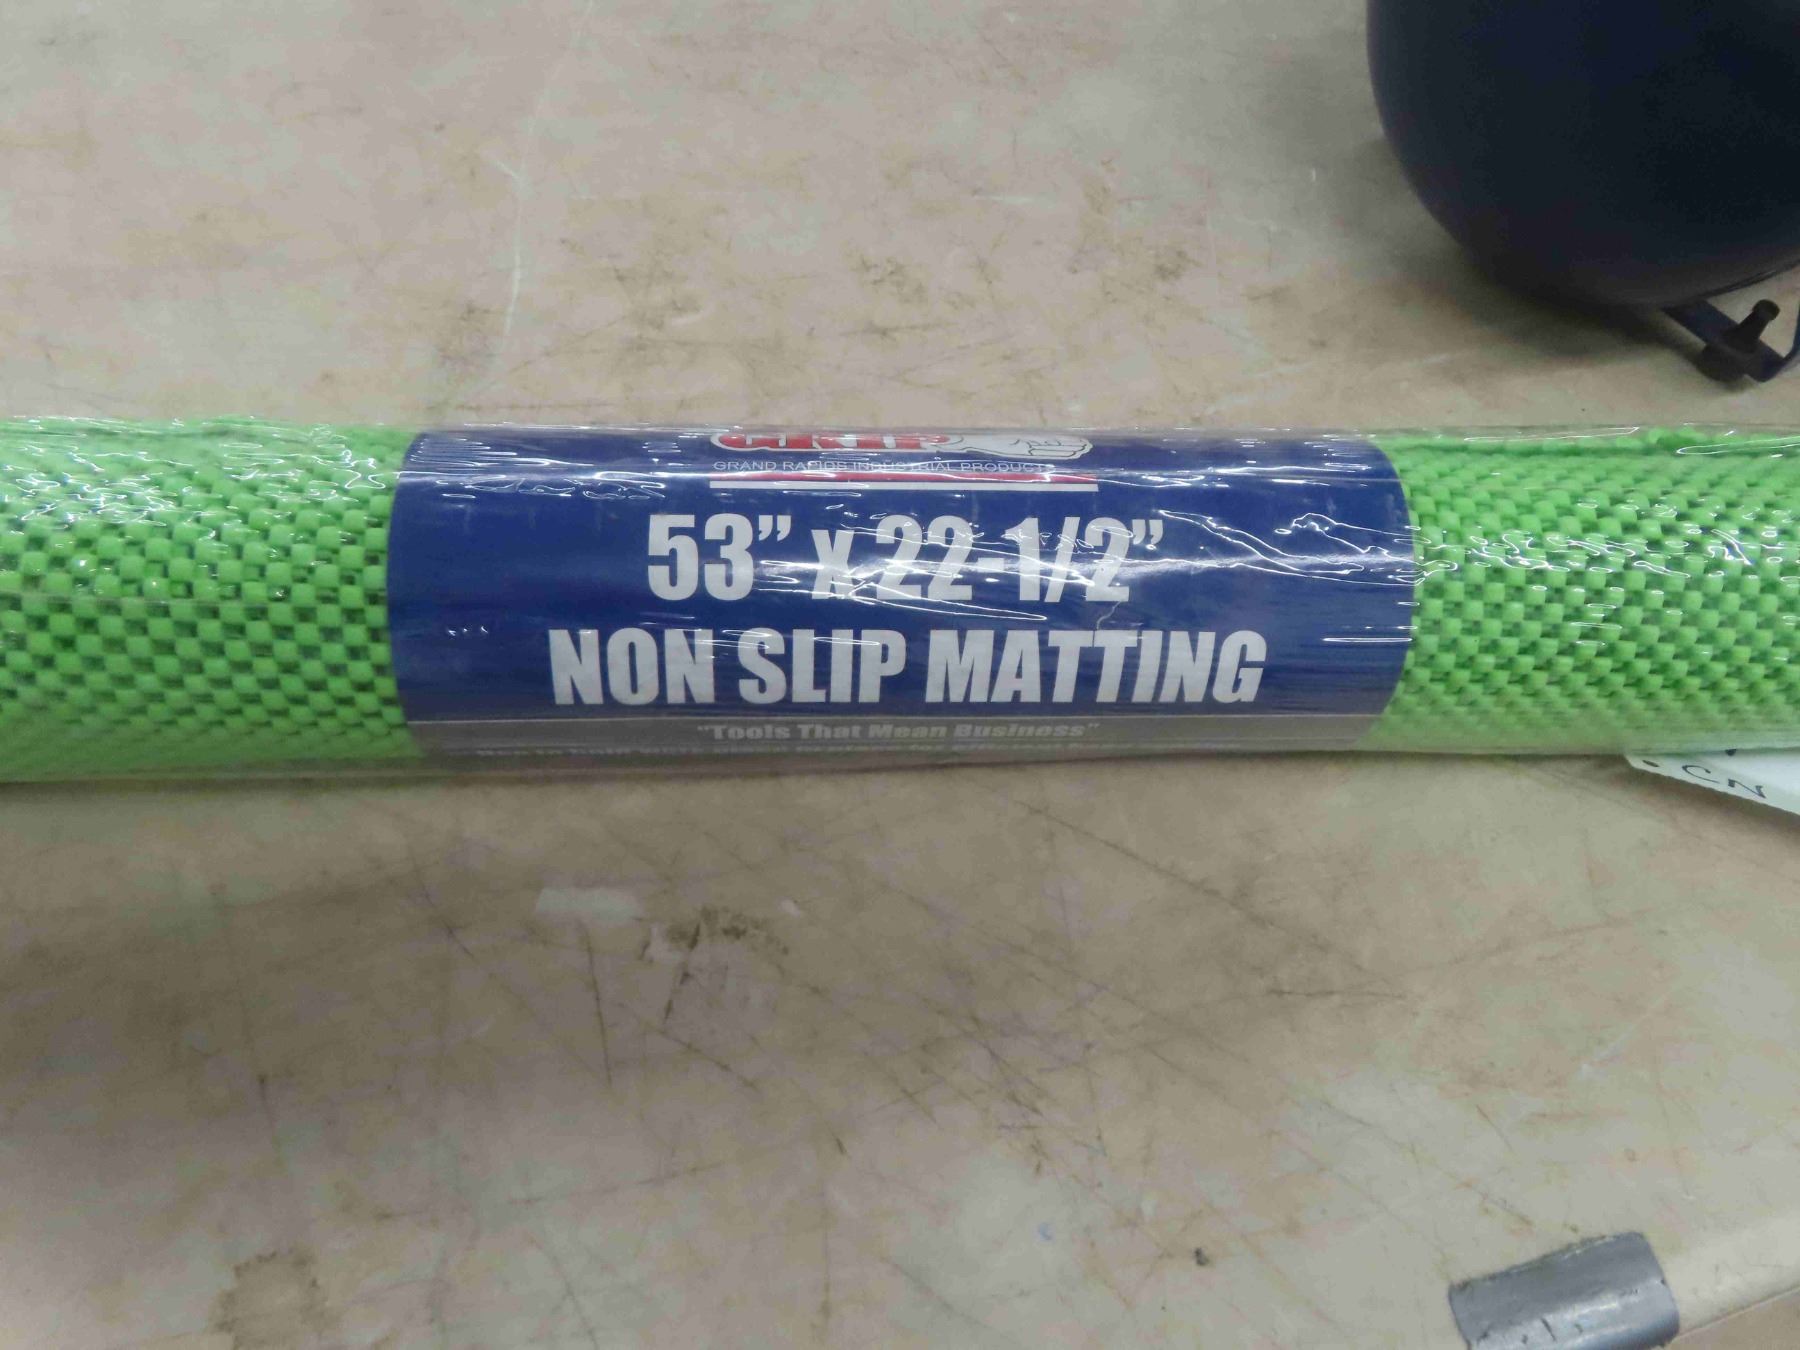 GRIP
GRAND RAPIDS INDUSTRIAL PRODUCTS
53” x 22-1/2”
NON SLIP MATTING
“Tools That Mean Business”